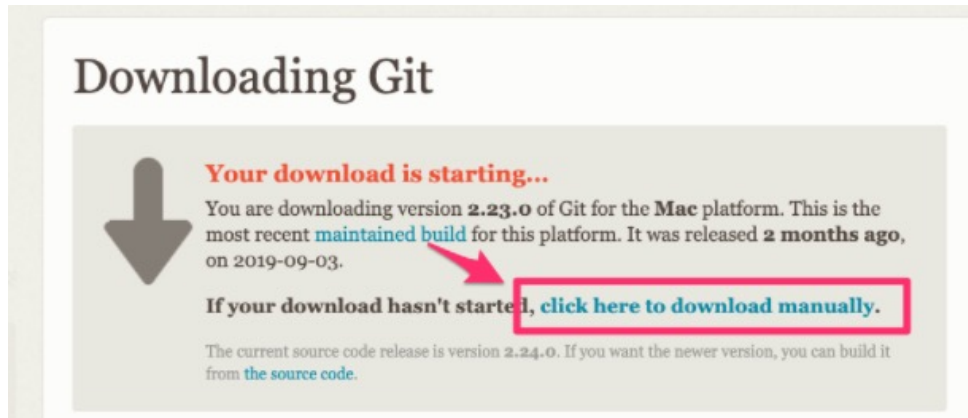 Downloading Git
Your download is starting...
You are downloading version 2.23.0 of Git for the Mac platform. This is the
most recent maintained build for this platform. It was released 2 months ago,
on 2019-09-03.
If your download hasn't started, click here to download manually.
The current source code release is version 2.24.0. If you want the newer version, you can build it
from the source code.